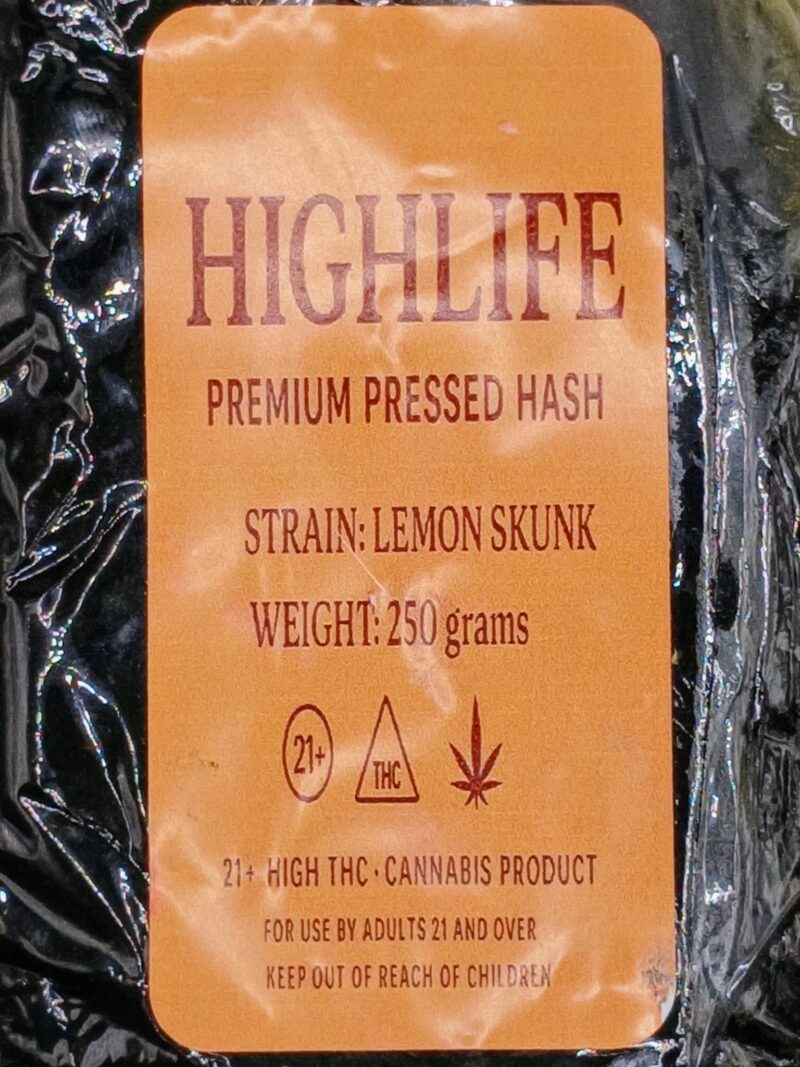 HIGHLIFE
PREMIUM PRESSED HASH
STRAIN: LEMON SKUNK
WEIGHT: 250 grams
21+ THC
21+ HIGH THC · CANNABIS PRODUCT
FOR USE BY ADULTS 21 AND OVER
KEEP OUT OF REACH OF CHILDREN